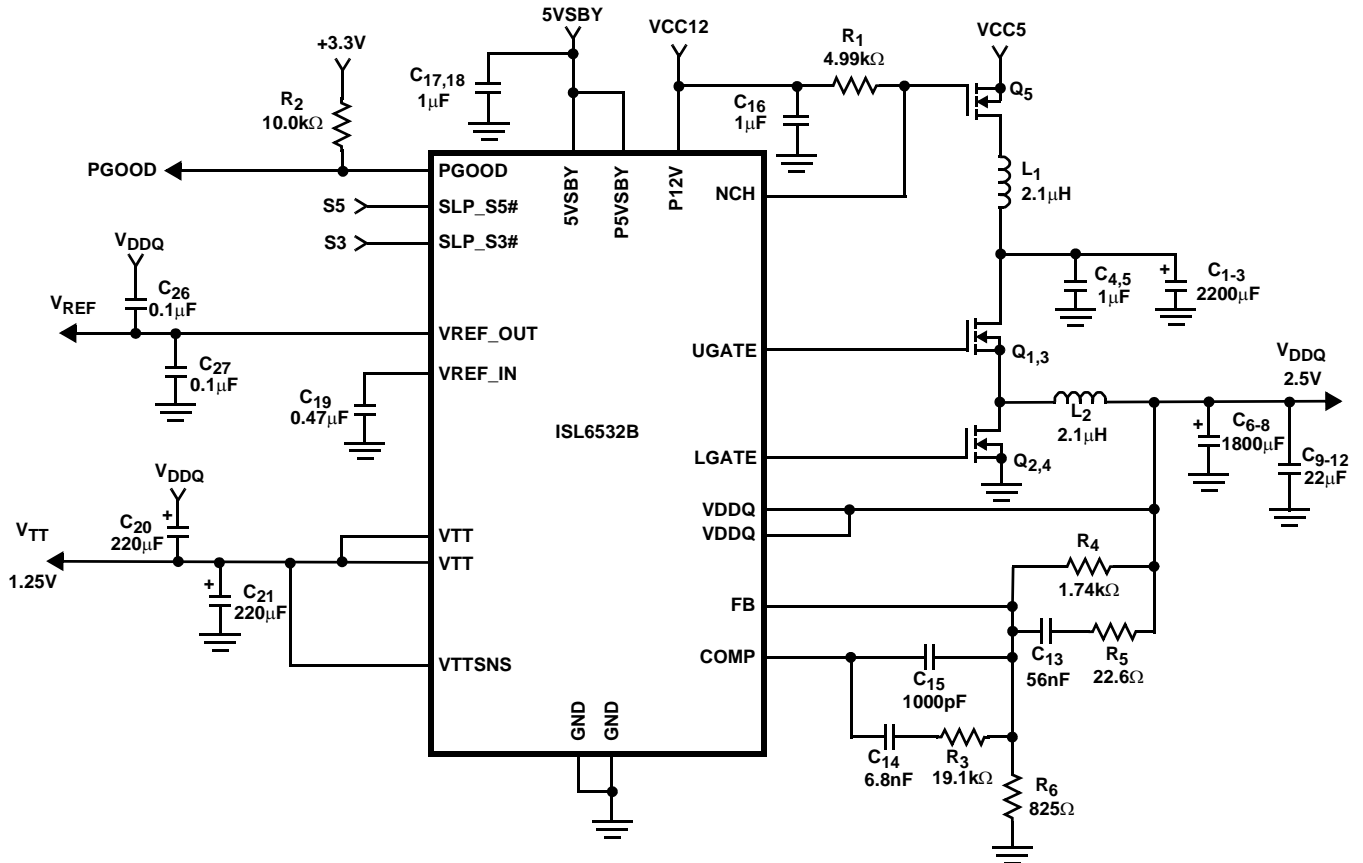 5VSBY
VCC12
VCC5
+3.3V
R1
4.99kΩ
C17,18
1μF
R2
10.0kΩ
C16
1μF
Q5
PGOOD
PGOOD
5VSBY
P5VSBY
P12V
NCH
L1
2.1μH
S5
SLP_S5#
S3
SLP_S3#
VDDQ
C26
0.1μF
VREF
VREF_OUT
C4,5
1μF
C1-3
2200μF
+
C27
0.1μF
VREF_IN
UGATE
Q1,3
VDDQ
2.5V
C19
0.47μF
ISL6532B
L2
2.1μH
LGATE
Q2,4
+
C6-8
1800μF
C9-12
22μF
VDDQ
VDDQ
VDDQ
C20
220μF
+
VTT
1.25V
VTT
VTT
R4
1.74kΩ
+
C21
220μF
FB
COMP
C13
56nF
R5
22.6Ω
VTTSNS
C15
1000pF
GND
GND
C14
6.8nF
R3
19.1kΩ
R6
825Ω